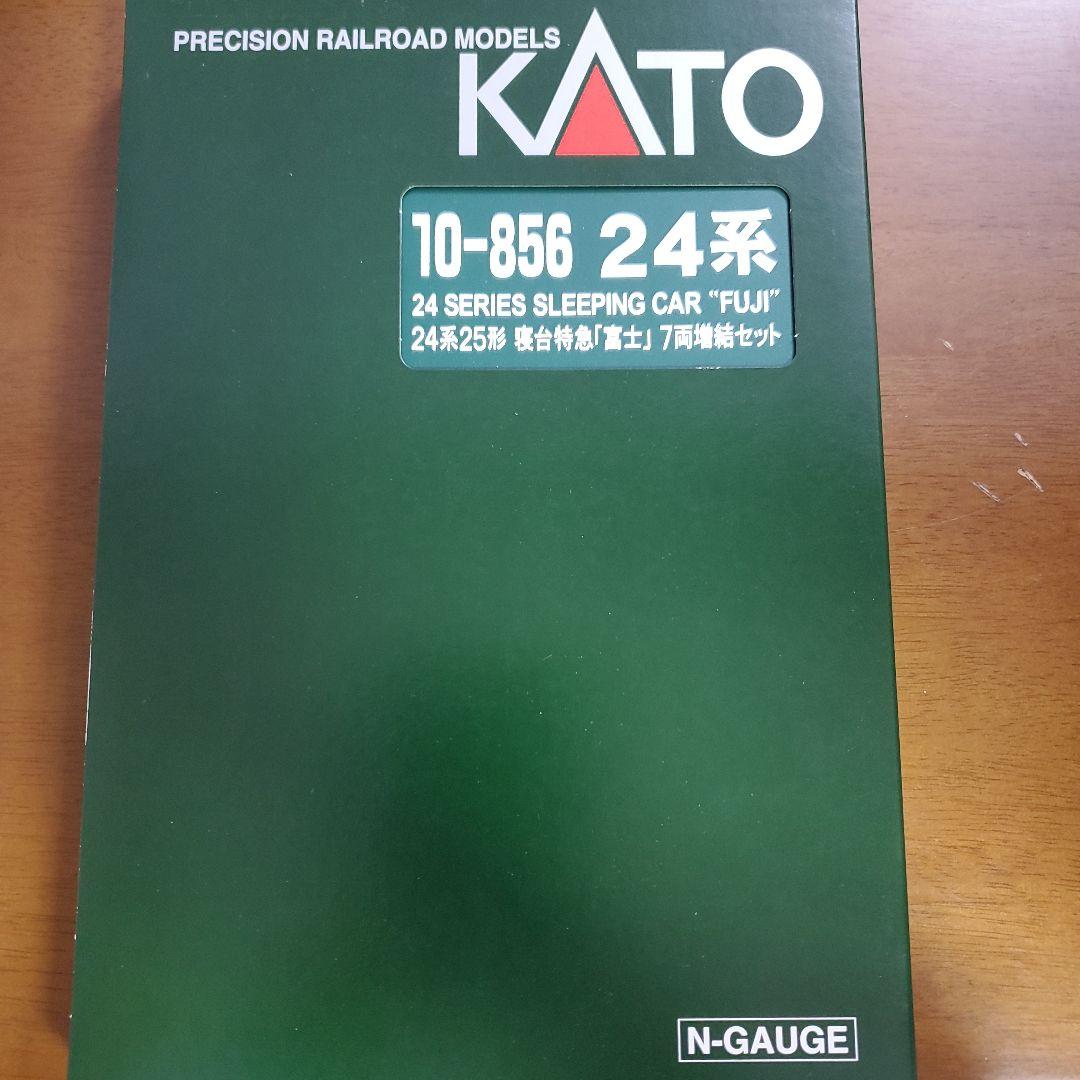 PRECISION RAILROAD MODELS
KATO
10-856 24系
24 SERIES SLEEPING CAR “FUJI”
24系25形 寝台特急「富士」 7両増結セット
N-GAUGE